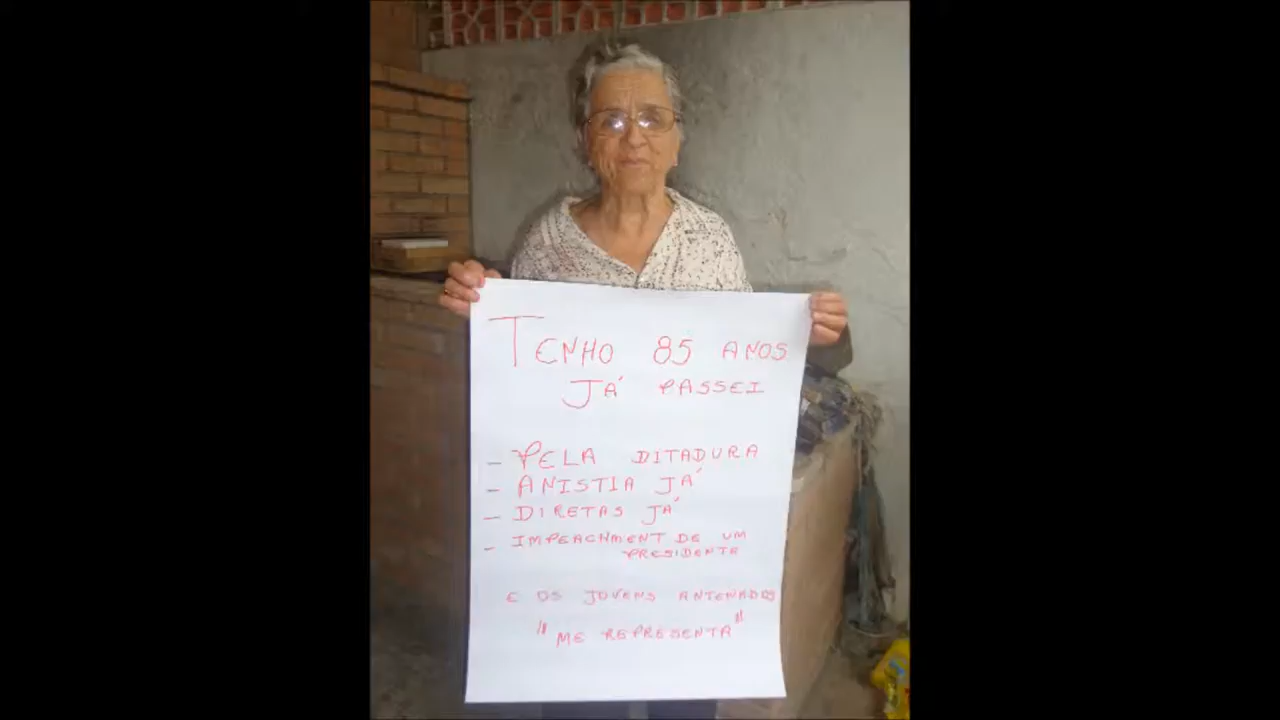 TENHO 85 ANOS
JÁ PASSEI
- PELA DITADURA
- ANISTIA JÁ
- DIRETAS JÁ
- IMPEACHMENT DE UM
PRESIDENTE
E OS JOVENS ANTENADOS
"ME REPRESENTA"